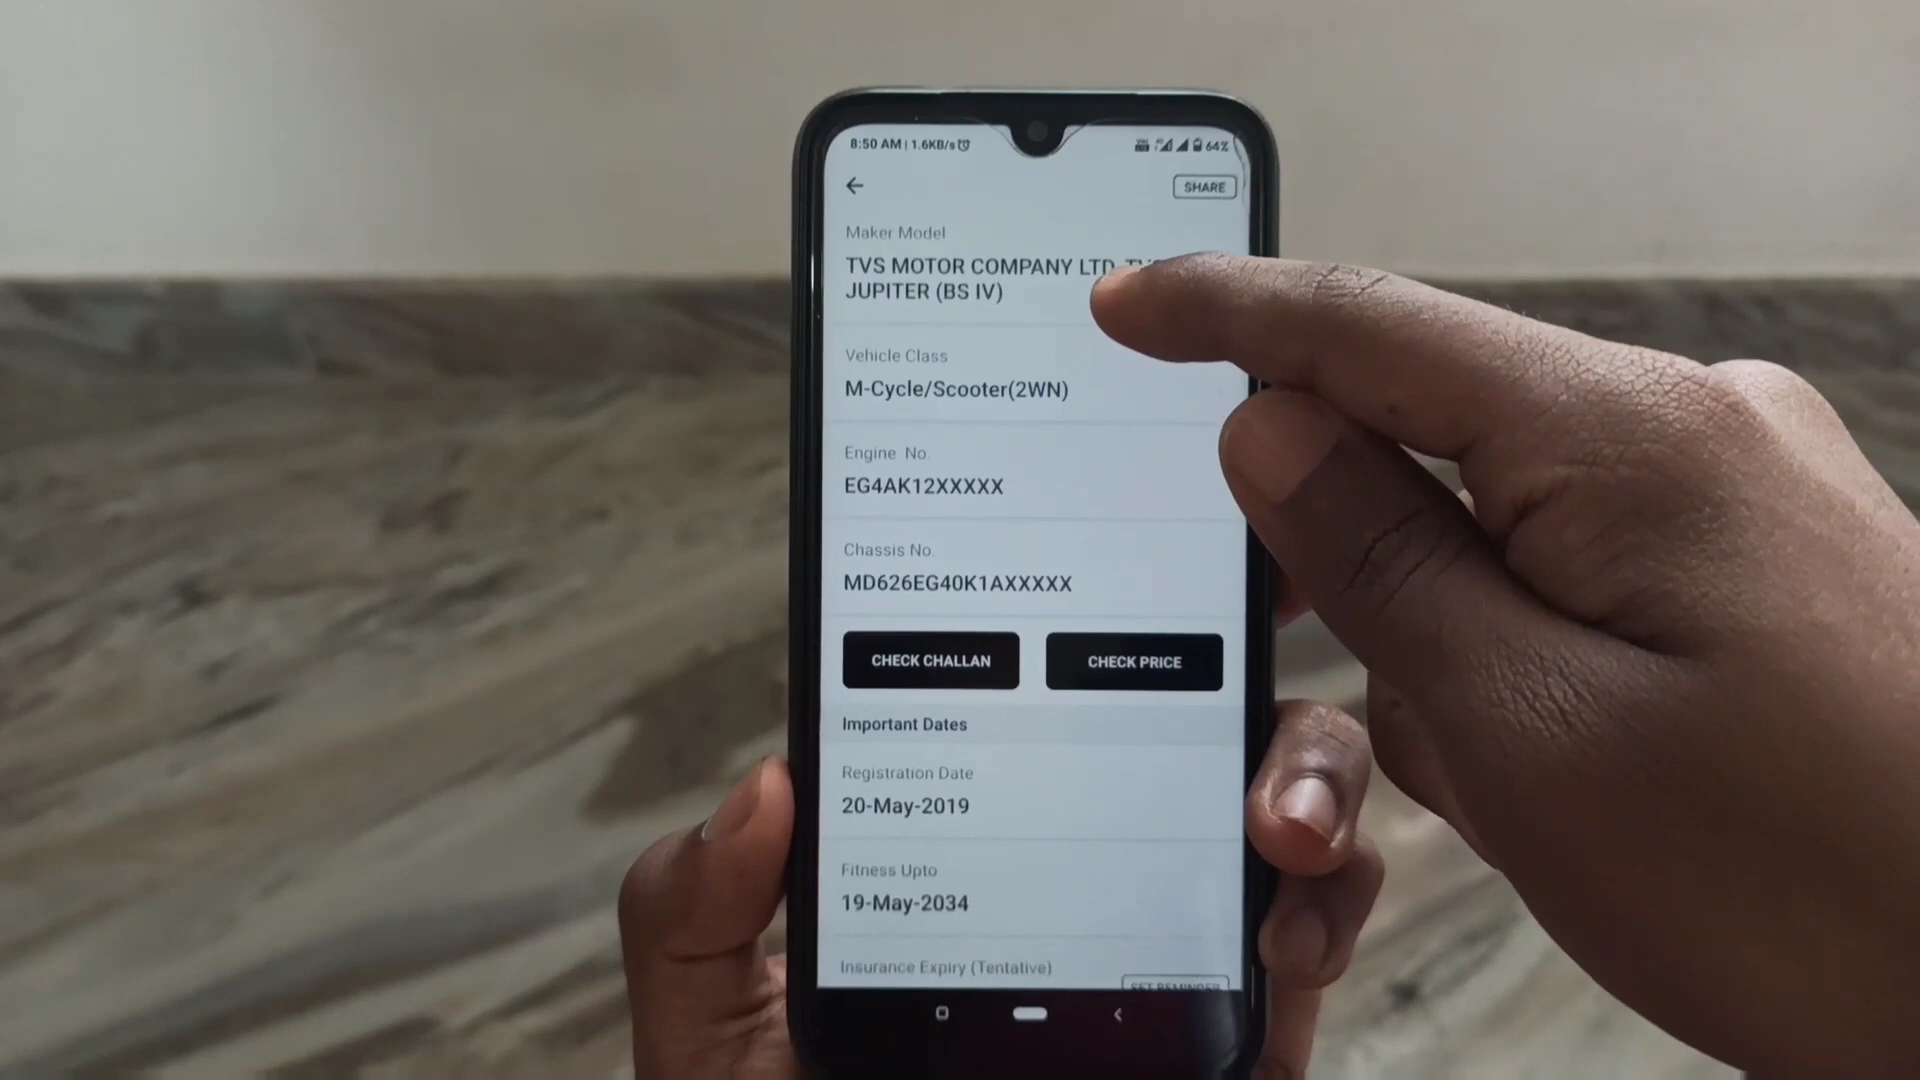 8:50 AM | 1.6KB/s
64%
SHARE
Maker Model
TVS MOTOR COMPANY LTD
JUPITER (BS IV)
Vehicle Class
M-Cycle/Scooter(2WN)
Engine No.
EG4AK12XXXXX
Chassis No.
MD626EG40K1AXXXXX
CHECK CHALLAN
CHECK PRICE
Important Dates
Registration Date
20-May-2019
Fitness Upto
19-May-2034
Insurance Expiry (Tentative)
SET REMINDER